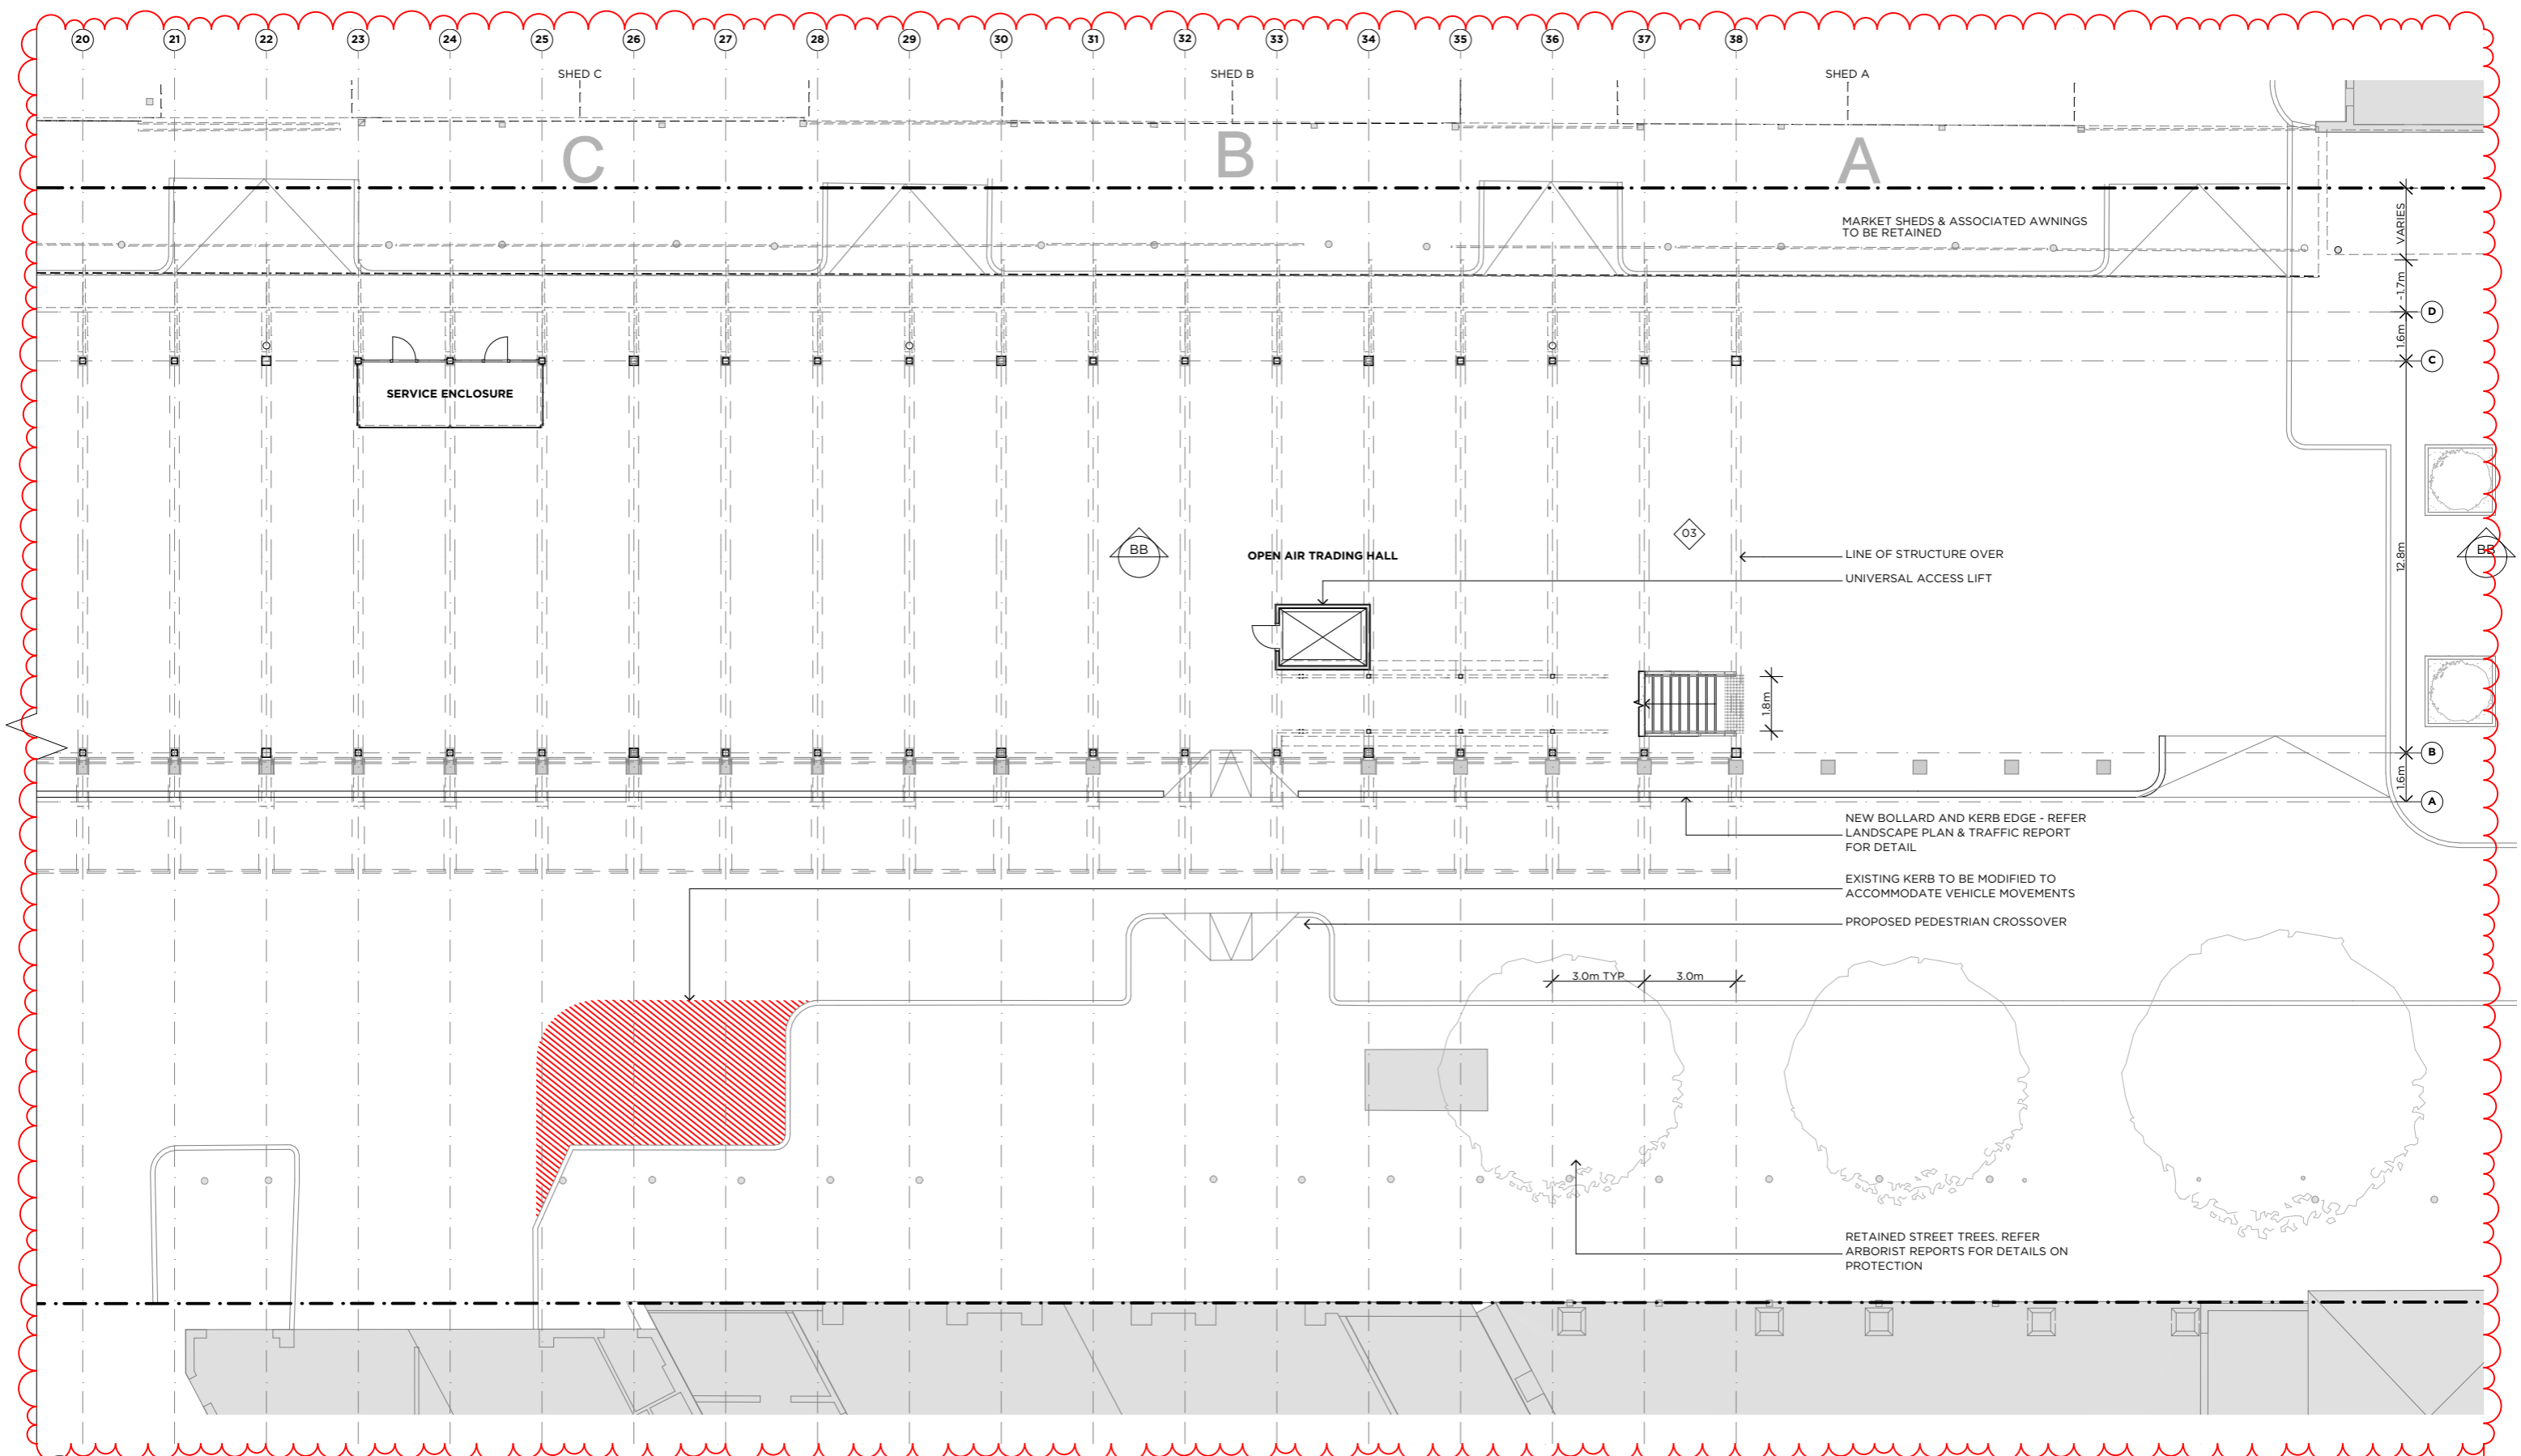 20 21 22 23 24 25 26 27 28 29 30 31 32 33 34 35 36 37 38
SHED C SHED B SHED A
C B A
MARKET SHEDS & ASSOCIATED AWNINGS
TO BE RETAINED
VARIES
~1.7m
D
1.6m
C
SERVICE ENCLOSURE
03
BB OPEN AIR TRADING HALL
LINE OF STRUCTURE OVER
BB
12.8m
UNIVERSAL ACCESS LIFT
1.8m
B
1.6m
A
NEW BOLLARD AND KERB EDGE - REFER
LANDSCAPE PLAN & TRAFFIC REPORT
FOR DETAIL
EXISTING KERB TO BE MODIFIED TO
ACCOMMODATE VEHICLE MOVEMENTS
PROPOSED PEDESTRIAN CROSSOVER
3.0m TYP 3.0m
RETAINED STREET TREES. REFER
ARBORIST REPORTS FOR DETAILS ON
PROTECTION